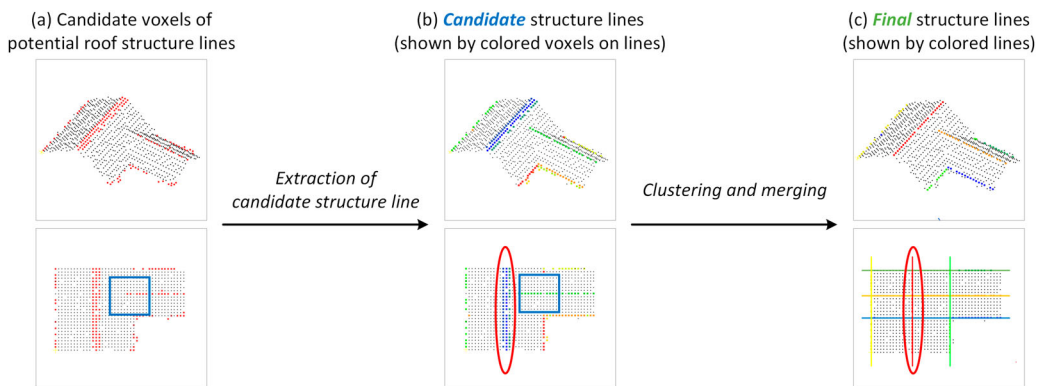 (a) Candidate voxels of
potential roof structure lines
(b) Candidate structure lines
(shown by colored voxels on lines)
(c) Final structure lines
(shown by colored lines)
Extraction of
candidate structure line
Clustering and merging